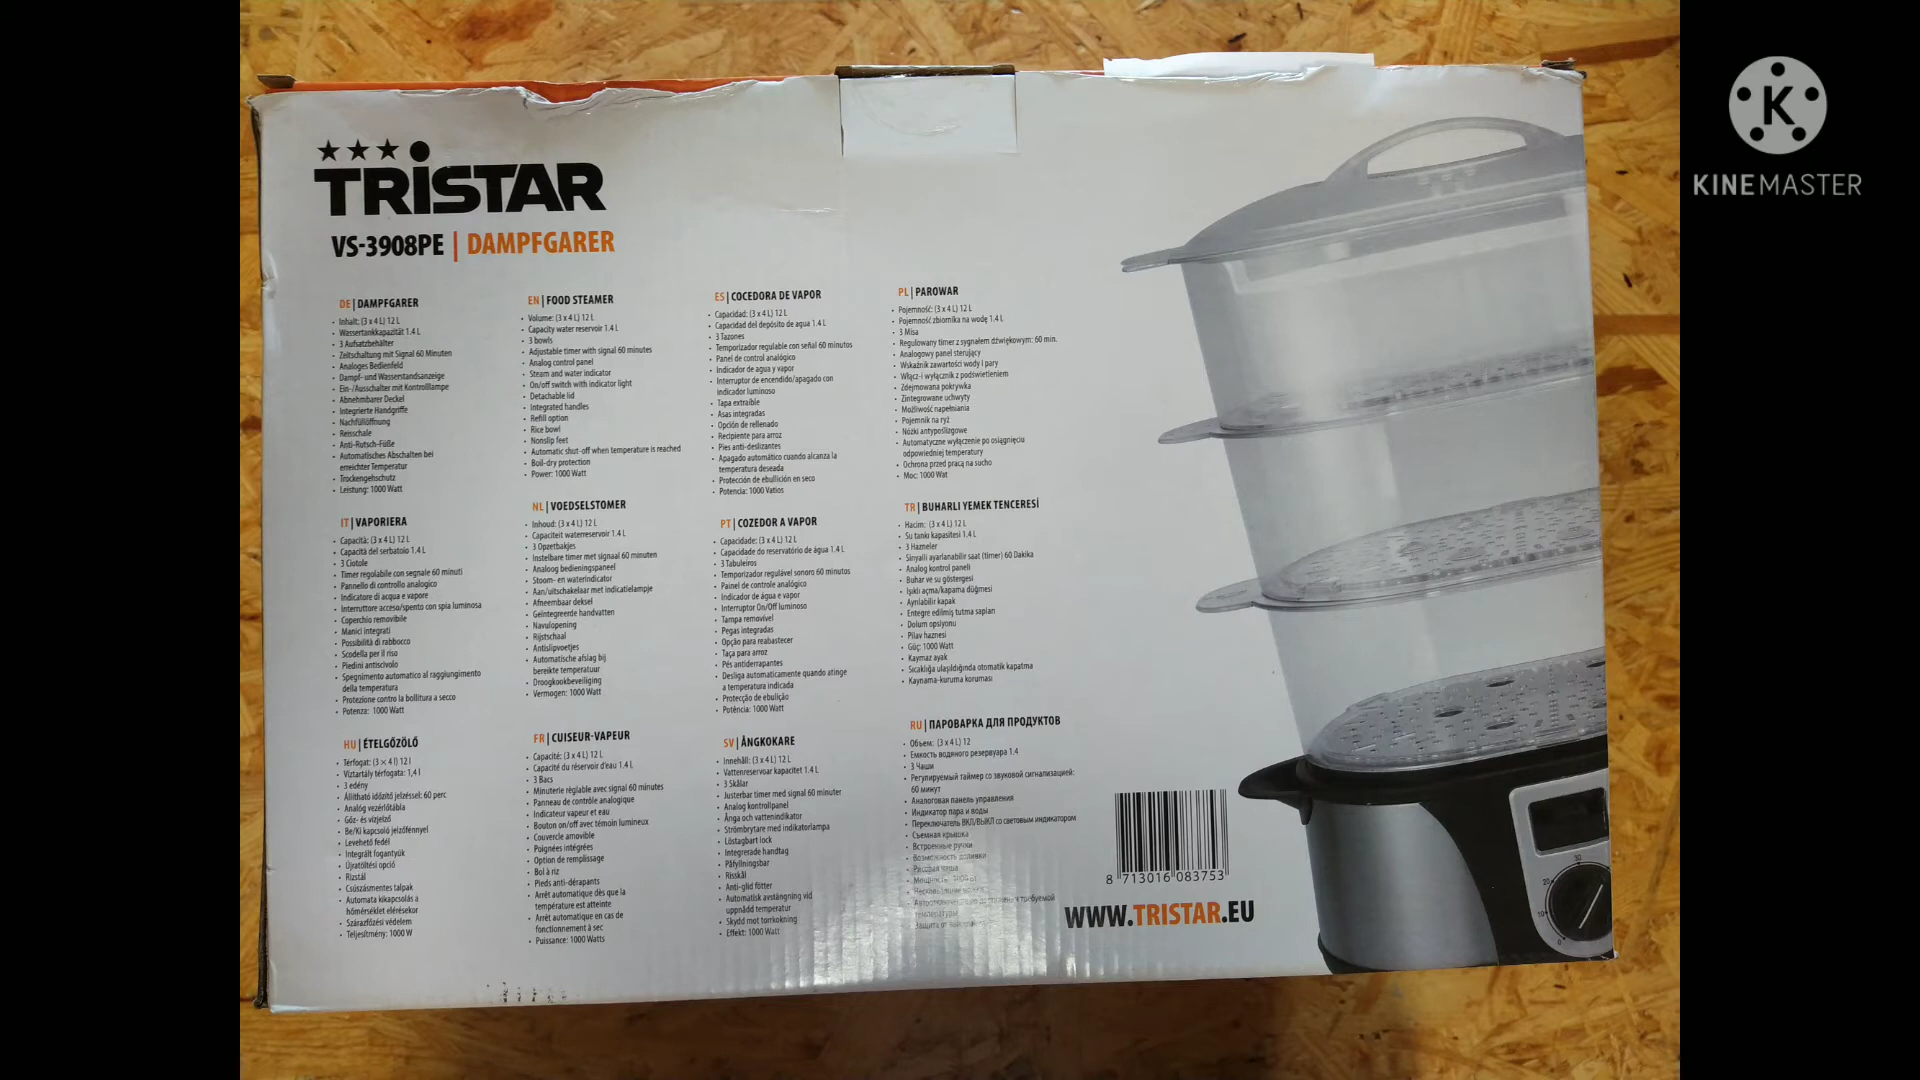 TRISTAR
VS-3908PE | DAMPFGARER
DE | DAMPFGARER
• Inhalt: (3 x 4 L) 12 L
• Wassertankkapazität 1.4 L
• 3 Aufsatzbehälter
• Zeitschaltung mit Signal 60 Minuten
• Analoges Bedienfeld
• Dampf- und Wasserstandsanzeige
• Ein-/Ausschalter mit Kontrolllampe
• Abnehmbarer Deckel
• Integrierte Handgriffe
• Nachfüllöffnung
• Reisschale
• Anti-Rutsch-Füße
• Automatisches Abschalten bei
erreichter Temperatur
• Trockengehschutz
• Leistung: 1000 Watt
EN | FOOD STEAMER
• Volume: (3 x 4 L) 12 L
• Capacity water reservoir 1.4 L
• 3 bowls
• Adjustable timer with signal 60 minutes
• Analog control panel
• Steam and water indicator
• On/off switch with indicator light
• Detachable lid
• Integrated handles
• Refill option
• Rice bowl
• Nonslip feet
• Automatic shut-off when temperature is reached
• Boil-dry protection
• Power: 1000 Watt
ES | COCEDORA DE VAPOR
• Capacidad: (3 x 4 L) 12 L
• Capacidad del depósito de agua 1.4 L
• 3 Tazones
• Temporizador regulable con señal 60 minutos
• Panel de control analógico
• Indicador de agua y vapor
• Interruptor de encendido/apagado con
indicador luminoso
• Tapa extraíble
• Asas integradas
• Opción de rellenado
• Recipiente para arroz
• Pies anti-deslizantes
• Apagado automático cuando alcanza la
temperatura deseada
• Protección de ebullición en seco
• Potencia: 1000 Vatios
PL | PAROWAR
• Pojemność: (3 x 4 L) 12 L
• Pojemność zbiornika na wodę 1.4 L
• 3 Misa
• Regulowany timer z sygnałem dźwiękowym: 60 min.
• Analogowy panel sterujący
• Wskaźnik zawartości wody i pary
• Włącz-i wyłącznik z podświetleniem
• Zdejmowana pokrywka
• Zintegrowane uchwyty
• Możliwość napełniania
• Pojemnik na ryż
• Nóżki antypoślizgowe
• Automatyczne wyłączenie po osiągnięciu
odpowiedniej temperatury
• Ochrona przed pracą na sucho
• Moc: 1000 Wat
IT | VAPORIERA
• Capacità: (3 x 4 L) 12 L
• Capacità del serbatoio 1.4 L
• 3 Ciotole
• Timer regolabile con segnale 60 minuti
• Pannello di controllo analogico
• Indicatore di acqua e vapore
• Interruttore acceso/spento con spia luminosa
• Coperchio removibile
• Manici integrati
• Possibilità di rabbocco
• Scodella per il riso
• Piedini antiscivolo
• Spegnimento automatico al raggiungimento
della temperatura
• Protezione contro la bollitura a secco
• Potenza: 1000 Watt
NL | VOEDSELSTOMER
• Inhoud: (3 x 4 L) 12 L
• Capaciteit waterreservoir 1.4 L
• 3 Opzetbakjes
• Instelbare timer met signaal 60 minuten
• Analoog bedieningspaneel
• Stoom- en waterindicator
• Aan/uitschakelaar met indicatielampje
• Afneembaar deksel
• Geïntegreerde handvatten
• Navulopening
• Rijstschaal
• Antislipvoetjes
• Automatische afslag bij
bereikte temperatuur
• Droogkookbeveiliging
• Vermogen: 1000 Watt
PT | COZEDOR A VAPOR
• Capacidade: (3 x 4 L) 12 L
• Capacidade do reservatório de água 1.4 L
• 3 Tabuleiros
• Temporizador regulável sonoro 60 minutos
• Painel de controle analógico
• Indicador de água e vapor
• Interruptor On/Off luminoso
• Tampa removível
• Pegas integradas
• Opção para reabastecer
• Taça para arroz
• Pés antiderrapantes
• Desliga automaticamente quando atinge
a temperatura indicada
• Protecção de ebulição
• Potência: 1000 Watt
TR | BUHARLI YEMEK TENCERESİ
• Hacim: (3 x 4 L) 12 L
• Su tankı kapasitesi 1.4 L
• 3 Hazneler
• Sinyalli ayarlanabilir saat (timer) 60 Dakika
• Analog kontrol paneli
• Buhar ve su göstergesi
• Işıklı açma/kapama düğmesi
• Ayrılabilir kapak
• Entegre edilmiş tutma sapları
• Dolum opsiyonu
• Pilav haznesi
• Güç: 1000 Watt
• Kaymaz ayak
• Sıcaklığa ulaşıldığında otomatik kapatma
• Kaynama-kuruma koruması
HU | ÉTELGŐZÖLŐ
• Térfogat: (3 × 4 l) 12 l
• Víztartály térfogata: 1,4 l
• 3 edény
• Állítható időzítő jelzéssel: 60 perc
• Analóg vezérlőtábla
• Gőz- és vízjelző
• Be/Ki kapcsoló jelzőfénnyel
• Levehető fedél
• Integrált fogantyúk
• Újratöltési opció
• Rizstál
• Csúszásmentes talpak
• Automata kikapcsolás a
hőmérséklet elérésekor
• Szárazfőzési védelem
• Teljesítmény: 1000 W
FR | CUISEUR-VAPEUR
• Capacité: (3 x 4 L) 12 L
• Capacité du réservoir d'eau 1.4 L
• 3 Bacs
• Minuterie réglable avec signal 60 minutes
• Panneau de contrôle analogique
• Indicateur vapeur et eau
• Bouton on/off avec témoin lumineux
• Couvercle amovible
• Poignées intégrées
• Option de remplissage
• Bol à riz
• Pieds anti-dérapants
• Arrêt automatique dès que la
température est atteinte
• Arrêt automatique en cas de
fonctionnement à sec
• Puissance: 1000 Watts
SV | ÅNGKOKARE
• Innehåll: (3 x 4 L) 12 L
• Vattenreservoar kapacitet 1.4 L
• 3 Skålar
• Justerbar timer med signal 60 minuter
• Analog kontrollpanel
• Ånga och vattenindikator
• Strömbrytare med indikatorlampa
• Löstagbart lock
• Integrerade handtag
• Påfyllningsbar
• Risskål
• Anti-glid fötter
• Automatisk avstängning vid
uppnådd temperatur
• Skydd mot torrkokning
• Effekt: 1000 Watt
RU | ПАРОВАРКА ДЛЯ ПРОДУКТОВ
• Объем: (3 x 4 L) 12
• Емкость водяного резервуара 1.4
• 3 Чаши
• Регулируемый таймер со звуковой сигнализацией:
60 минут
• Аналоговая панель управления
• Индикатор пара и воды
• Переключатель ВКЛ/ВЫКЛ со световым индикатором
• Съемная крышка
• Встроенные ручки
• Возможность доливки
• Рисовая чаша
• Мощность:
температуры
• Защита от
8 713016 083753
WWW.TRISTAR.EU
30
20
10
0
K
KINEMASTER